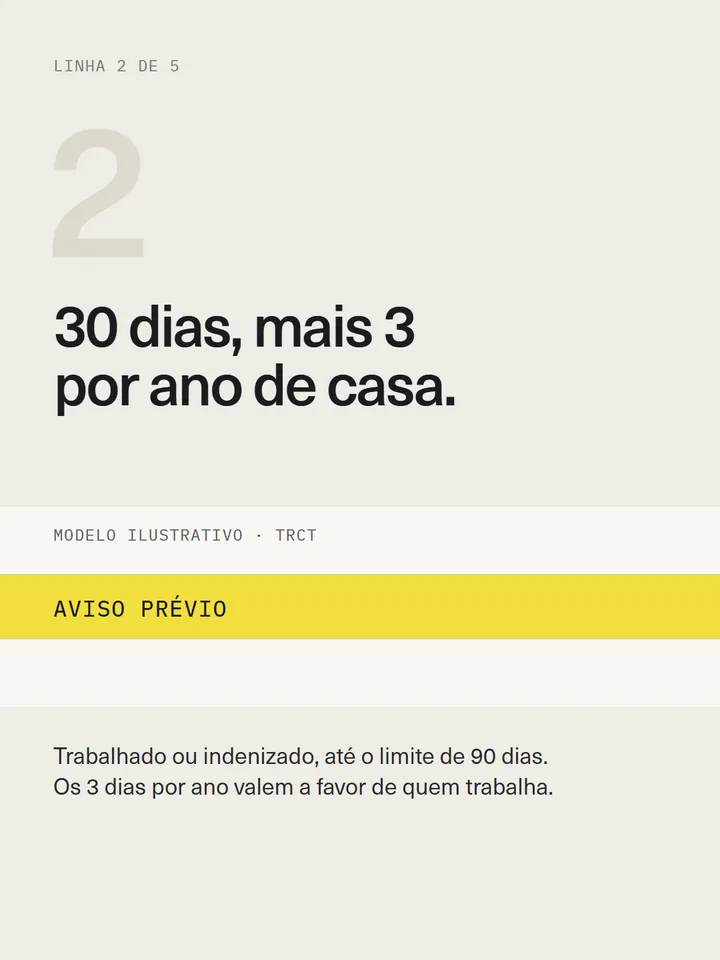 LINHA 2 DE 5
2
30 dias, mais 3
por ano de casa.
MODELO ILUSTRATIVO · TRCT
AVISO PRÉVIO
Trabalhado ou indenizado, até o limite de 90 dias.
Os 3 dias por ano valem a favor de quem trabalha.